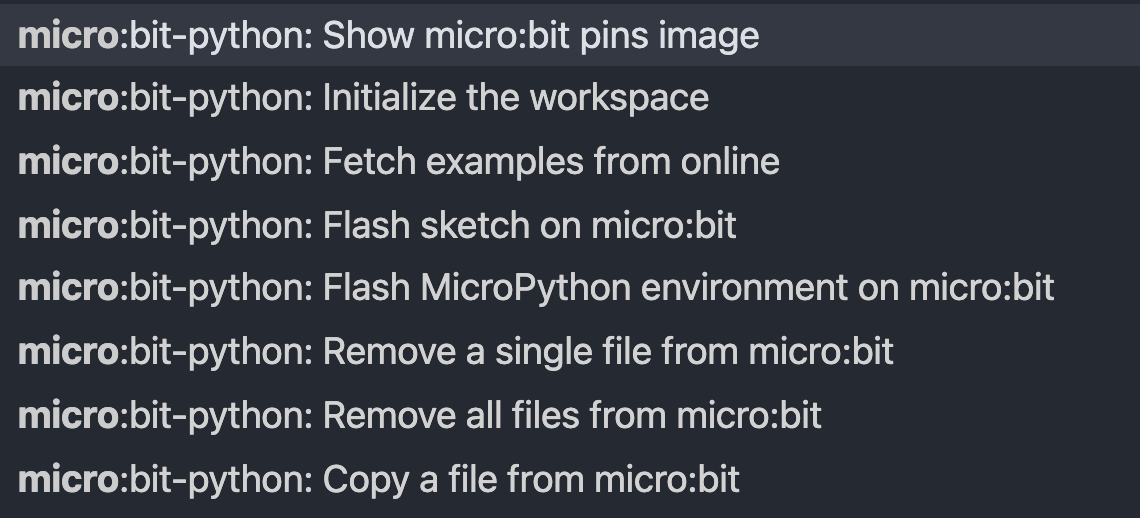 micro:bit-python: Show micro:bit pins image
micro:bit-python: Initialize the workspace
micro:bit-python: Fetch examples from online
micro:bit-python: Flash sketch on micro:bit
micro:bit-python: Flash MicroPython environment on micro:bit
micro:bit-python: Remove a single file from micro:bit
micro:bit-python: Remove all files from micro:bit
micro:bit-python: Copy a file from micro:bit